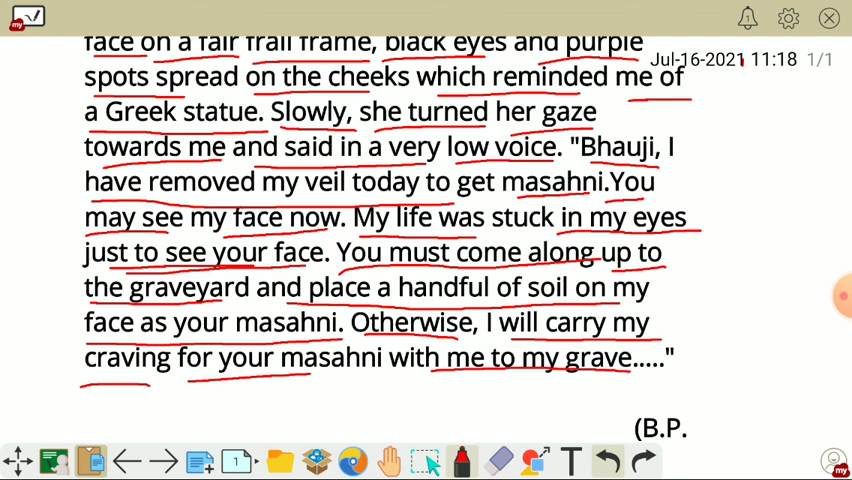 face on a fair frail frame, black eyes and purple
Jul-16-2021 11:18 1/1
spots spread on the cheeks which reminded me of
a Greek statue. Slowly, she turned her gaze
towards me and said in a very low voice. "Bhauji, I
have removed my veil today to get masahni.You
may see my face now. My life was stuck in my eyes
just to see your face. You must come along up to
the graveyard and place a handful of soil on my
face as your masahni. Otherwise, I will carry my
craving for your masahni with me to my grave....."
(B.P.
my
1
1
T
my